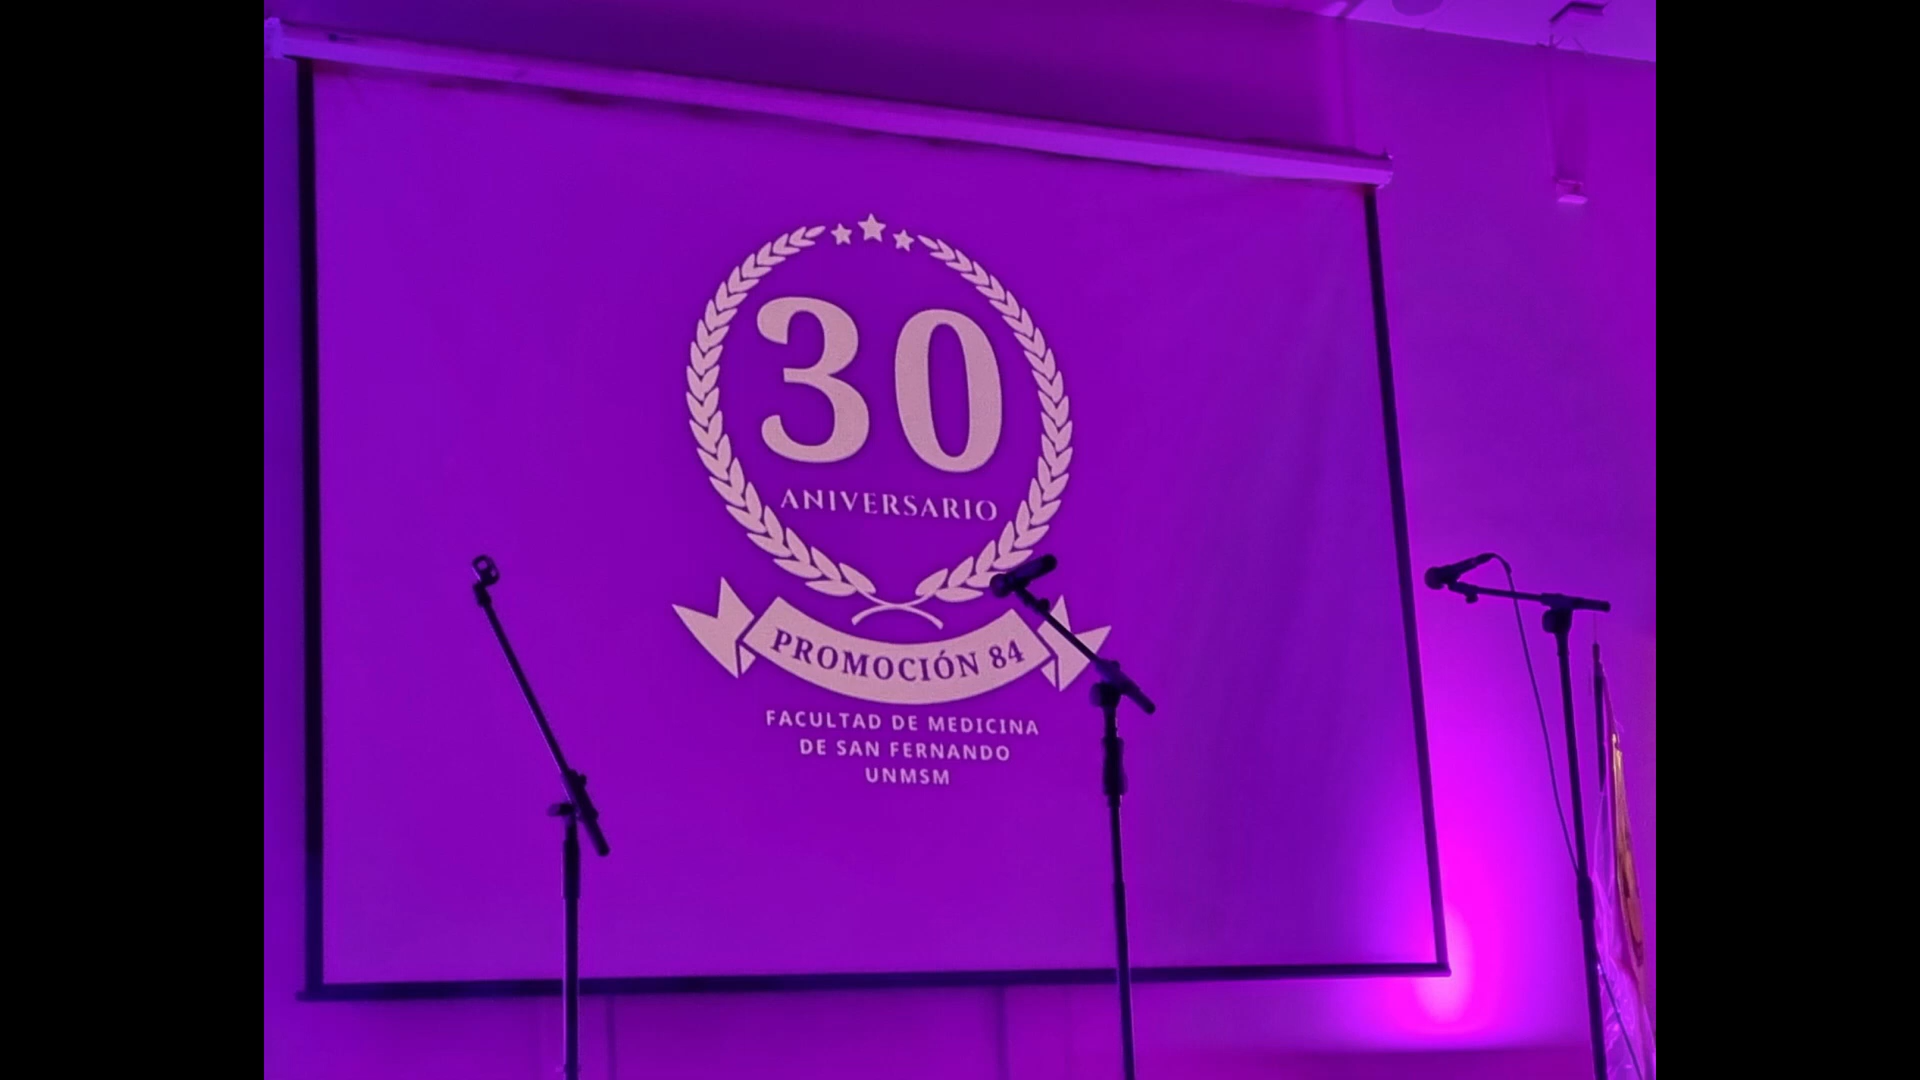 30
ANIVERSARIO
PROMOCIÓN 84
FACULTAD DE MEDICINA
DE SAN FERNANDO
UNMSM